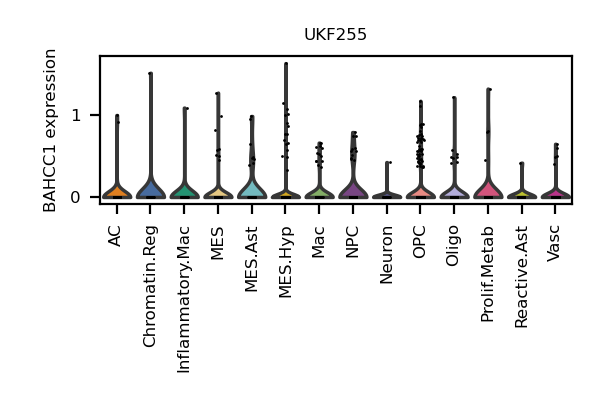 UKF255
BAHCC1 expression
1
0
AC
Chromatin.Reg
Inflammatory.Mac
MES
MES.Ast
MES.Hyp
Mac
NPC
Neuron
OPC
Oligo
Prolif.Metab
Reactive.Ast
Vasc